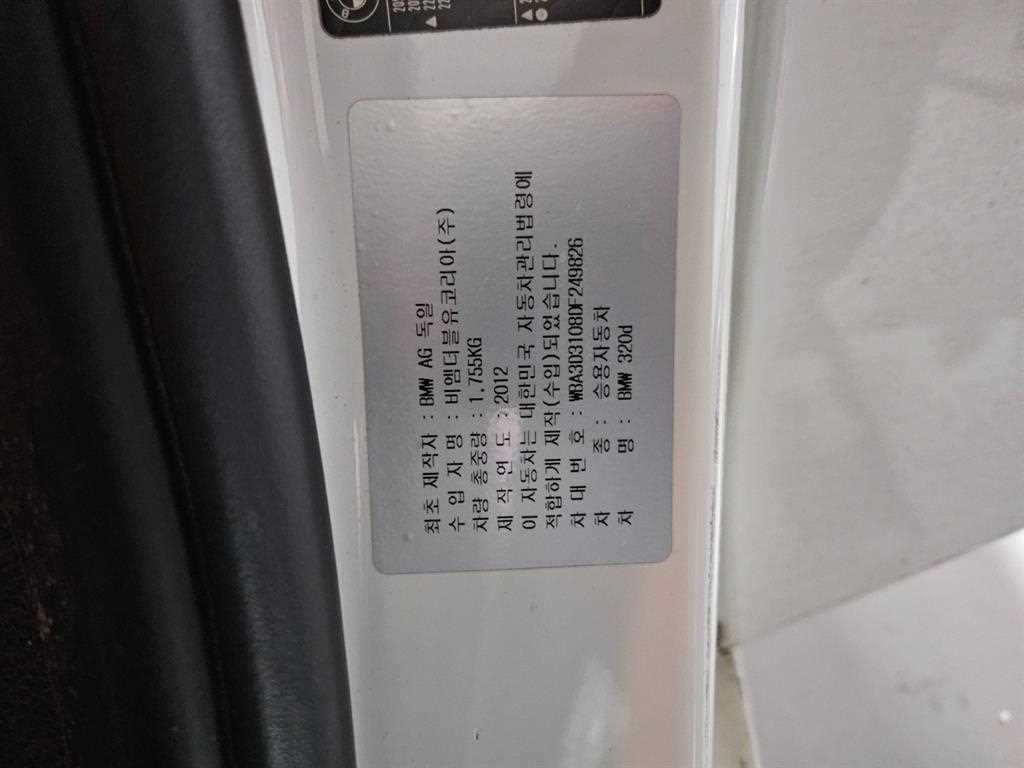 최초 제작자 : BMW AG 독일
수 입 자 명 : 비엠더블유코리아(주)
차량 총중량 : 1,755KG
제 작 연 도 : 2012
이 자동차는 대한민국 자동차관리법령에
적합하게 제작(수입)되었습니다.
차 대 번 호 : WBA3D3108DF249826
차 종 : 승용자동차
차 명 : BMW 320d